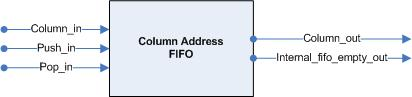 Column_in
Push_in
Pop_in
Column Address
FIFO
Column_out
Internal_fifo_empty_out